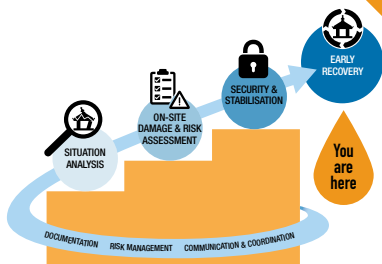 EARLY
RECOVERY
SECURITY &
STABILISATION
ON-SITE
DAMAGE & RISK
ASSESSMENT
SITUATION
ANALYSIS
You
are
here
DOCUMENTATION RISK MANAGEMENT COMMUNICATION & COORDINATION